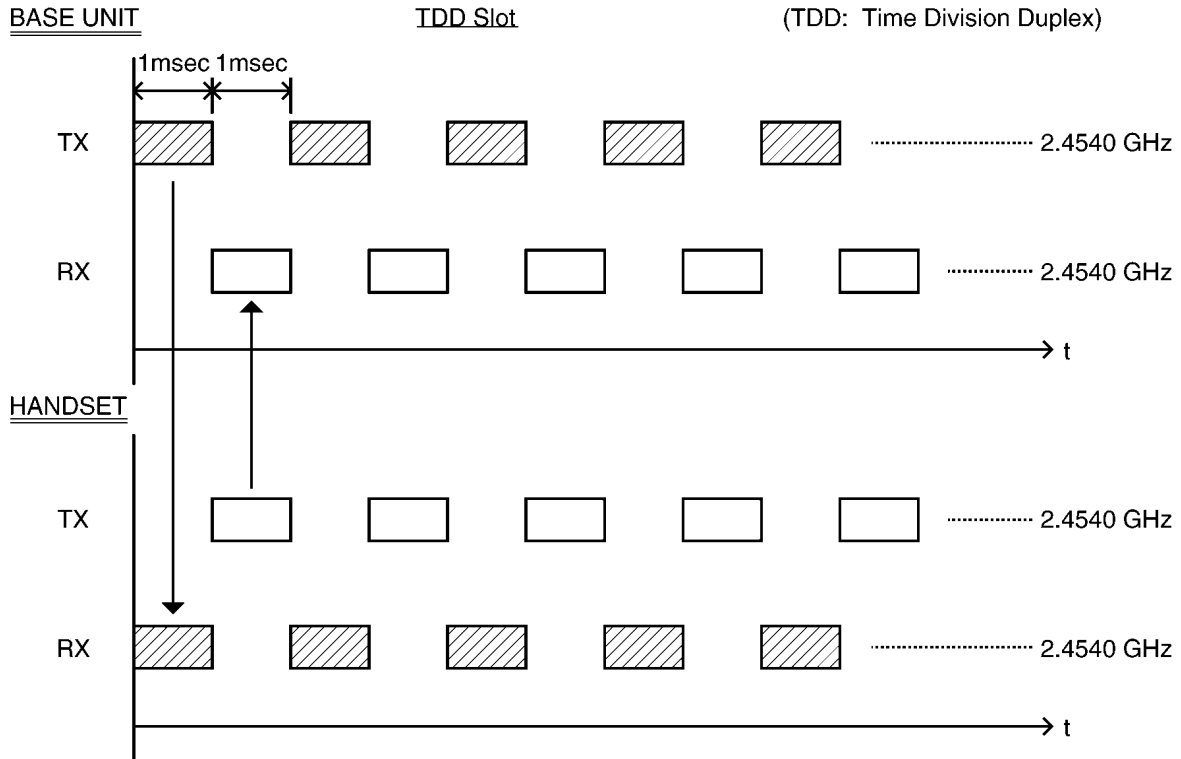 BASE UNIT TDD Slot (TDD: Time Division Duplex)
1msec 1msec
TX 2.4540 GHz
RX 2.4540 GHz
t
HANDSET
TX 2.4540 GHz
RX 2.4540 GHz
t